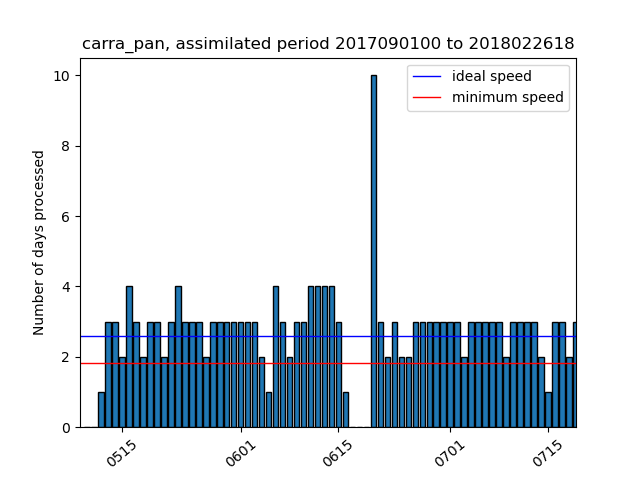 carra_pan, assimilated period 2017090100 to 2018022618
ideal speed
minimum speed
Number of days processed
10
8
6
4
2
0
0515
0601
0615
0701
0715